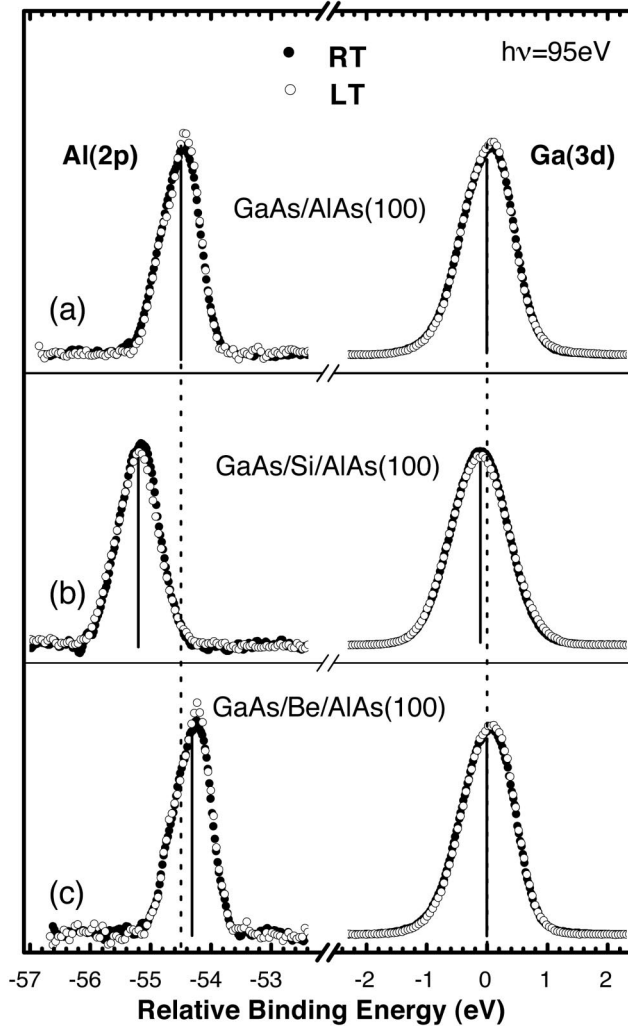 hν=95eV
RT
LT
Al(2p)
Ga(3d)
GaAs/AlAs(100)
(a)
GaAs/Si/AlAs(100)
(b)
GaAs/Be/AlAs(100)
(c)
-57 -56 -55 -54 -53 -2 -1 0 1 2
Relative Binding Energy (eV)